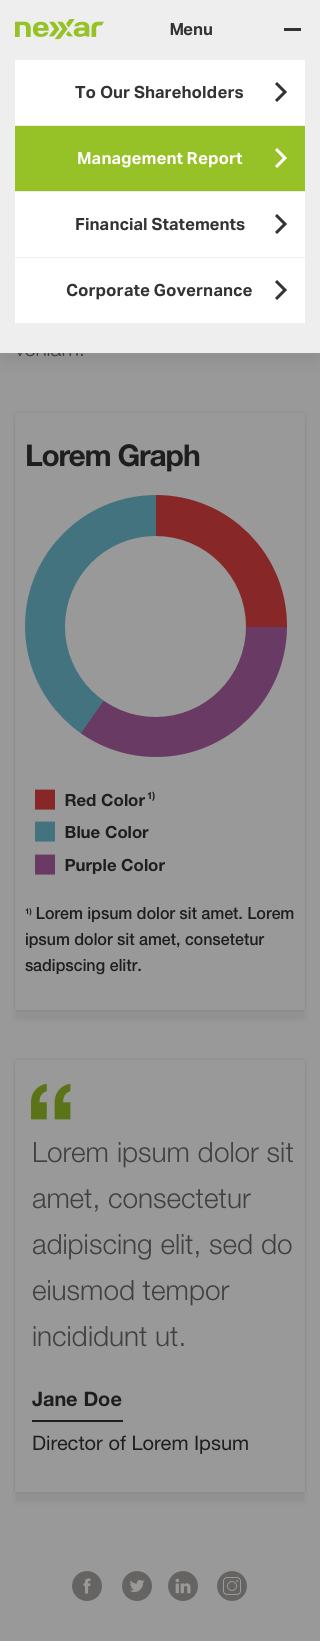 nexxar
Menu
To Our Shareholders
Management Report
Financial Statements
Corporate Governance
Lorem Graph
Red Color ¹⁾
Blue Color
Purple Color
¹⁾ Lorem ipsum dolor sit amet. Lorem
ipsum dolor sit amet, consetetur
sadipscing elitr.
“
Lorem ipsum dolor sit
amet, consectetur
adipiscing elit, sed do
eiusmod tempor
incididunt ut.
Jane Doe
Director of Lorem Ipsum